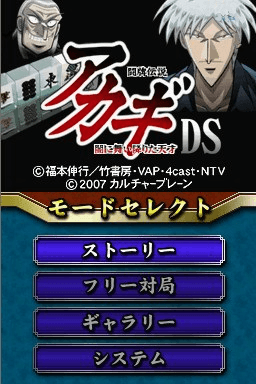 東
闘牌伝説
アカギDS
闇に舞い降りた天才
©福本伸行／竹書房・VAP・4cast・NTV
©2007 カルチャーブレーン
モードセレクト
ストーリー
フリー対局
ギャラリー
システム